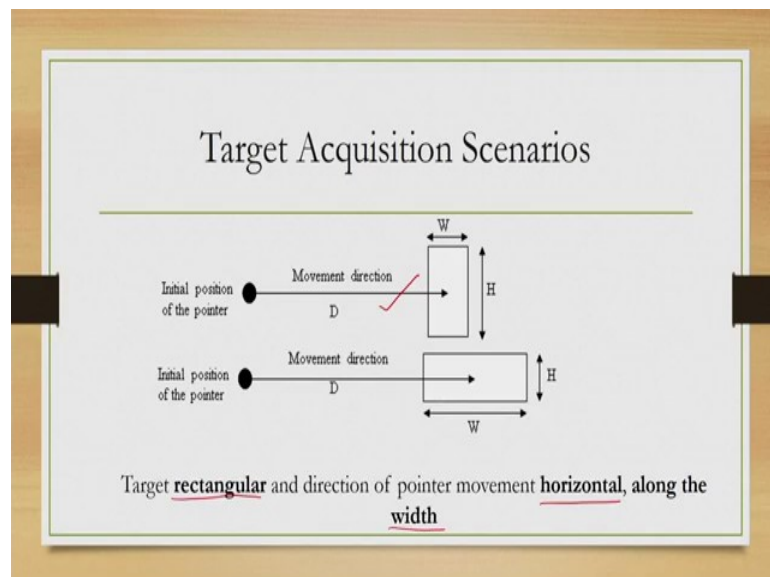 Target Acquisition Scenarios
W
Movement direction
Initial position
of the pointer
D
H
Movement direction
Initial position
of the pointer
D
H
W
Target rectangular and direction of pointer movement horizontal, along the
width